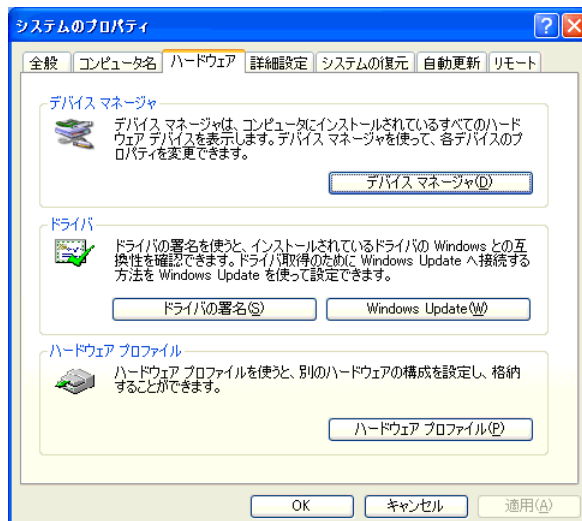 システムのプロパティ
全般 コンピュータ名 ハードウェア 詳細設定 システムの復元 自動更新 リモート
デバイス マネージャ
デバイス マネージャは、コンピュータにインストールされているすべてのハード
ウェア デバイスを表示します。デバイス マネージャを使って、各デバイスのプ
ロパティを変更できます。
デバイス マネージャ(D)
ドライバ
ドライバの署名を使うと、インストールされているドライバの Windows との互
換性を確認できます。ドライバ取得のために Windows Update へ接続する
方法を Windows Update を使って設定できます。
ドライバの署名(S) Windows Update(W)
ハードウェア プロファイル
ハードウェア プロファイルを使うと、別のハードウェアの構成を設定し、格納
することができます。
ハードウェア プロファイル(P)
OK キャンセル 適用(A)